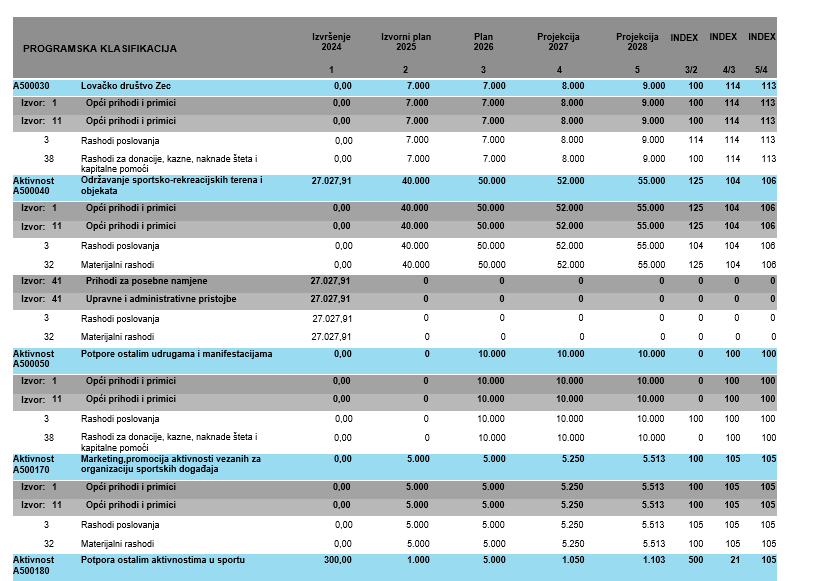 PROGRAMSKA KLASIFIKACIJA Izvršenje 2024 Izvorni plan 2025 Plan 2026 Projekcija 2027 Projekcija 2028 INDEX INDEX INDEX
1 2 3 4 5 3/2 4/3 5/4
A500030 Lovačko društvo Zec 0,00 7.000 7.000 8.000 9.000 100 114 113
Izvor: 1 Opći prihodi i primici 0,00 7.000 7.000 8.000 9.000 100 114 113
Izvor: 11 Opći prihodi i primici 0,00 7.000 7.000 8.000 9.000 100 114 113
3 Rashodi poslovanja 0,00 7.000 7.000 8.000 9.000 114 114 113
38 Rashodi za donacije, kazne, naknade šteta i 0,00 7.000 7.000 8.000 9.000 100 114 113
kapitalne pomoći
Aktivnost Održavanje sportsko-rekreacijskih terena i 27.027,91 40.000 50.000 52.000 55.000 125 104 106
A500040 objekata
Izvor: 1 Opći prihodi i primici 0,00 40.000 50.000 52.000 55.000 125 104 106
Izvor: 11 Opći prihodi i primici 0,00 40.000 50.000 52.000 55.000 125 104 106
3 Rashodi poslovanja 0,00 40.000 50.000 52.000 55.000 104 104 106
32 Materijalni rashodi 0,00 40.000 50.000 52.000 55.000 125 104 106
Izvor: 41 Prihodi za posebne namjene 27.027,91 0 0 0 0 0 0 0
Izvor: 41 Upravne i administrativne pristojbe 27.027,91 0 0 0 0 0 0 0
3 Rashodi poslovanja 27.027,91 0 0 0 0 0 0 0
32 Materijalni rashodi 27.027,91 0 0 0 0 0 0 0
Aktivnost Potpore ostalim udrugama i manifestacijama 0,00 0 10.000 10.000 10.000 0 100 100
A500050
Izvor: 1 Opći prihodi i primici 0,00 0 10.000 10.000 10.000 0 100 100
Izvor: 11 Opći prihodi i primici 0,00 0 10.000 10.000 10.000 0 100 100
3 Rashodi poslovanja 0,00 0 10.000 10.000 10.000 100 100 100
38 Rashodi za donacije, kazne, naknade šteta i 0,00 0 10.000 10.000 10.000 0 100 100
kapitalne pomoći
Aktivnost Marketing,promocija aktivnosti vezanih za 0,00 5.000 5.000 5.250 5.513 100 105 105
A500170 organizaciju sportskih događaja
Izvor: 1 Opći prihodi i primici 0,00 5.000 5.000 5.250 5.513 100 105 105
Izvor: 11 Opći prihodi i primici 0,00 5.000 5.000 5.250 5.513 100 105 105
3 Rashodi poslovanja 0,00 5.000 5.000 5.250 5.513 105 105 105
32 Materijalni rashodi 0,00 5.000 5.000 5.250 5.513 100 105 105
Aktivnost Potpora ostalim aktivnostima u sportu 300,00 1.000 5.000 1.050 1.103 500 21 105
A500180